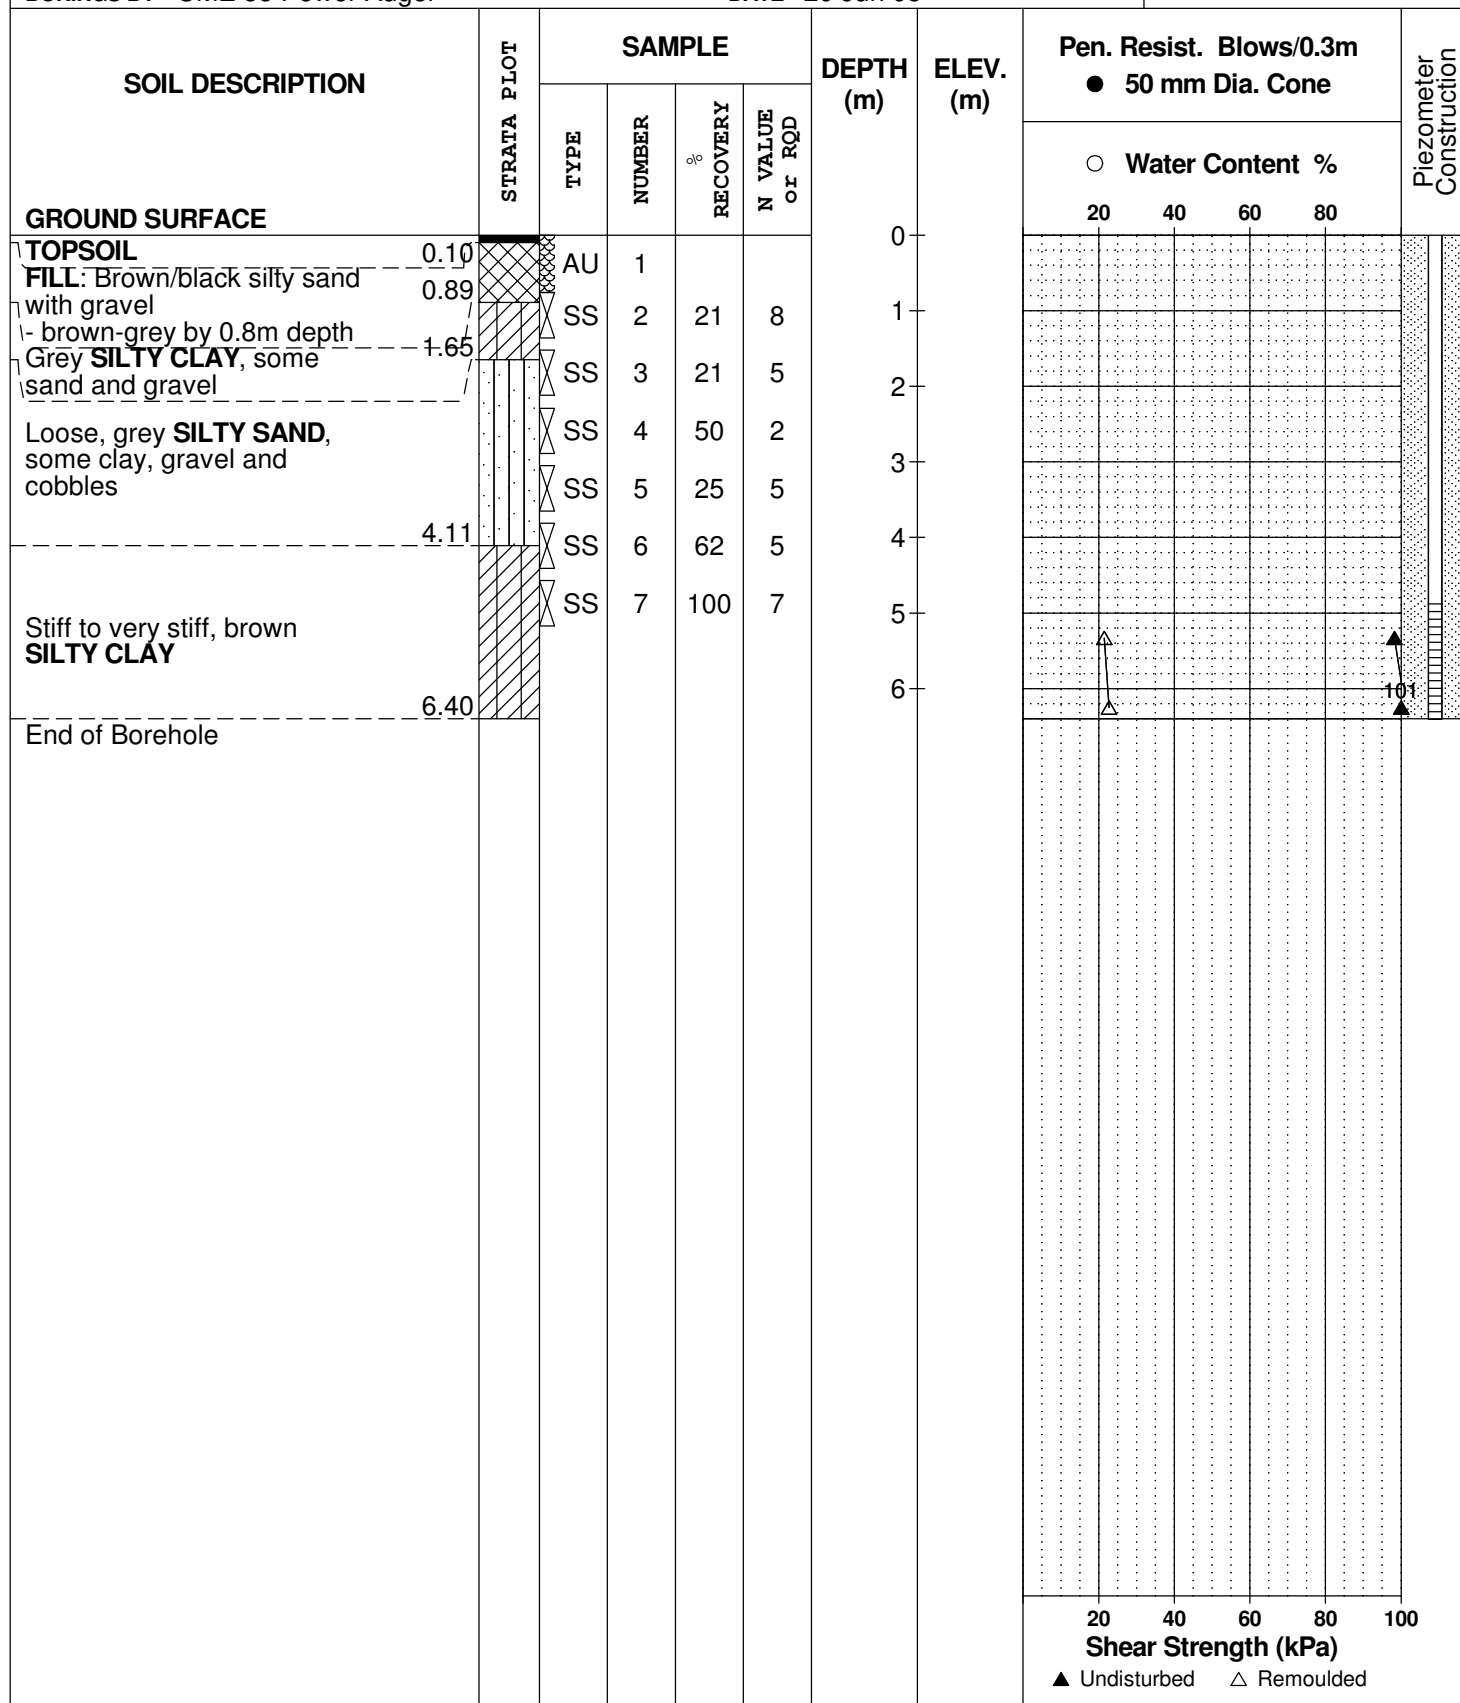 SOIL DESCRIPTION
GROUND SURFACE
STRATA PLOT
SAMPLE
TYPE
NUMBER
% RECOVERY
N VALUE
or RQD
DEPTH
(m)
ELEV.
(m)
Pen. Resist. Blows/0.3m
● 50 mm Dia. Cone
○ Water Content %
20 40 60 80
Piezometer
Construction
TOPSOIL 0.10
FILL: Brown/black silty sand
with gravel 0.89
- brown-grey by 0.8m depth
1.65
Grey SILTY CLAY, some
sand and gravel
Loose, grey SILTY SAND,
some clay, gravel and
cobbles
4.11
Stiff to very stiff, brown
SILTY CLAY
6.40
End of Borehole
AU 1
SS 2 21 8
SS 3 21 5
SS 4 50 2
SS 5 25 5
SS 6 62 5
SS 7 100 7
0
1
2
3
4
5
6
101
20 40 60 80 100
Shear Strength (kPa)
▲ Undisturbed △ Remoulded